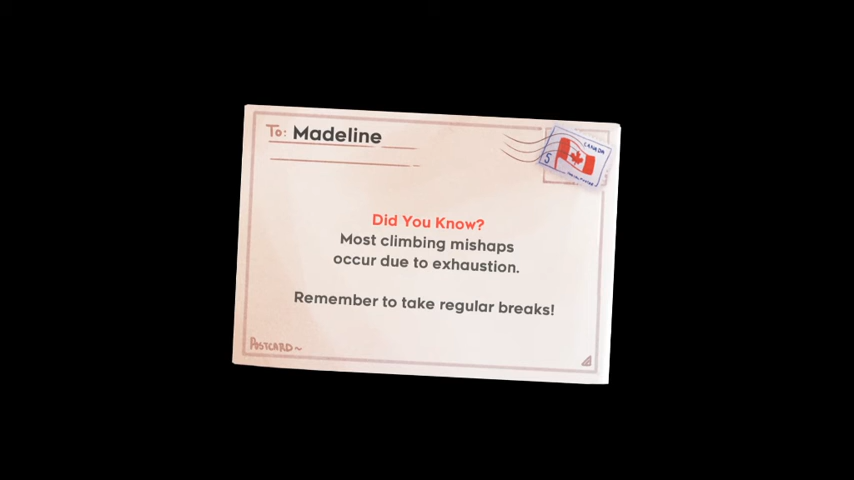 To: Madeline
CANADA
5
Did You Know?
Most climbing mishaps
occur due to exhaustion.
Remember to take regular breaks!
POSTCARD~